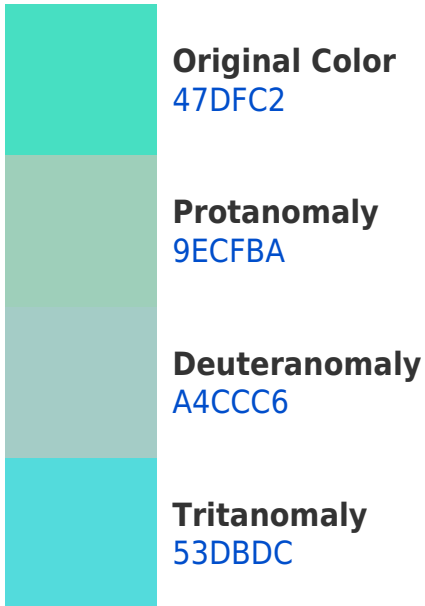 Original Color
47DFC2
Protanomaly
9ECFBA
Deuteranomaly
A4CCC6
Tritanomaly
53DBDC